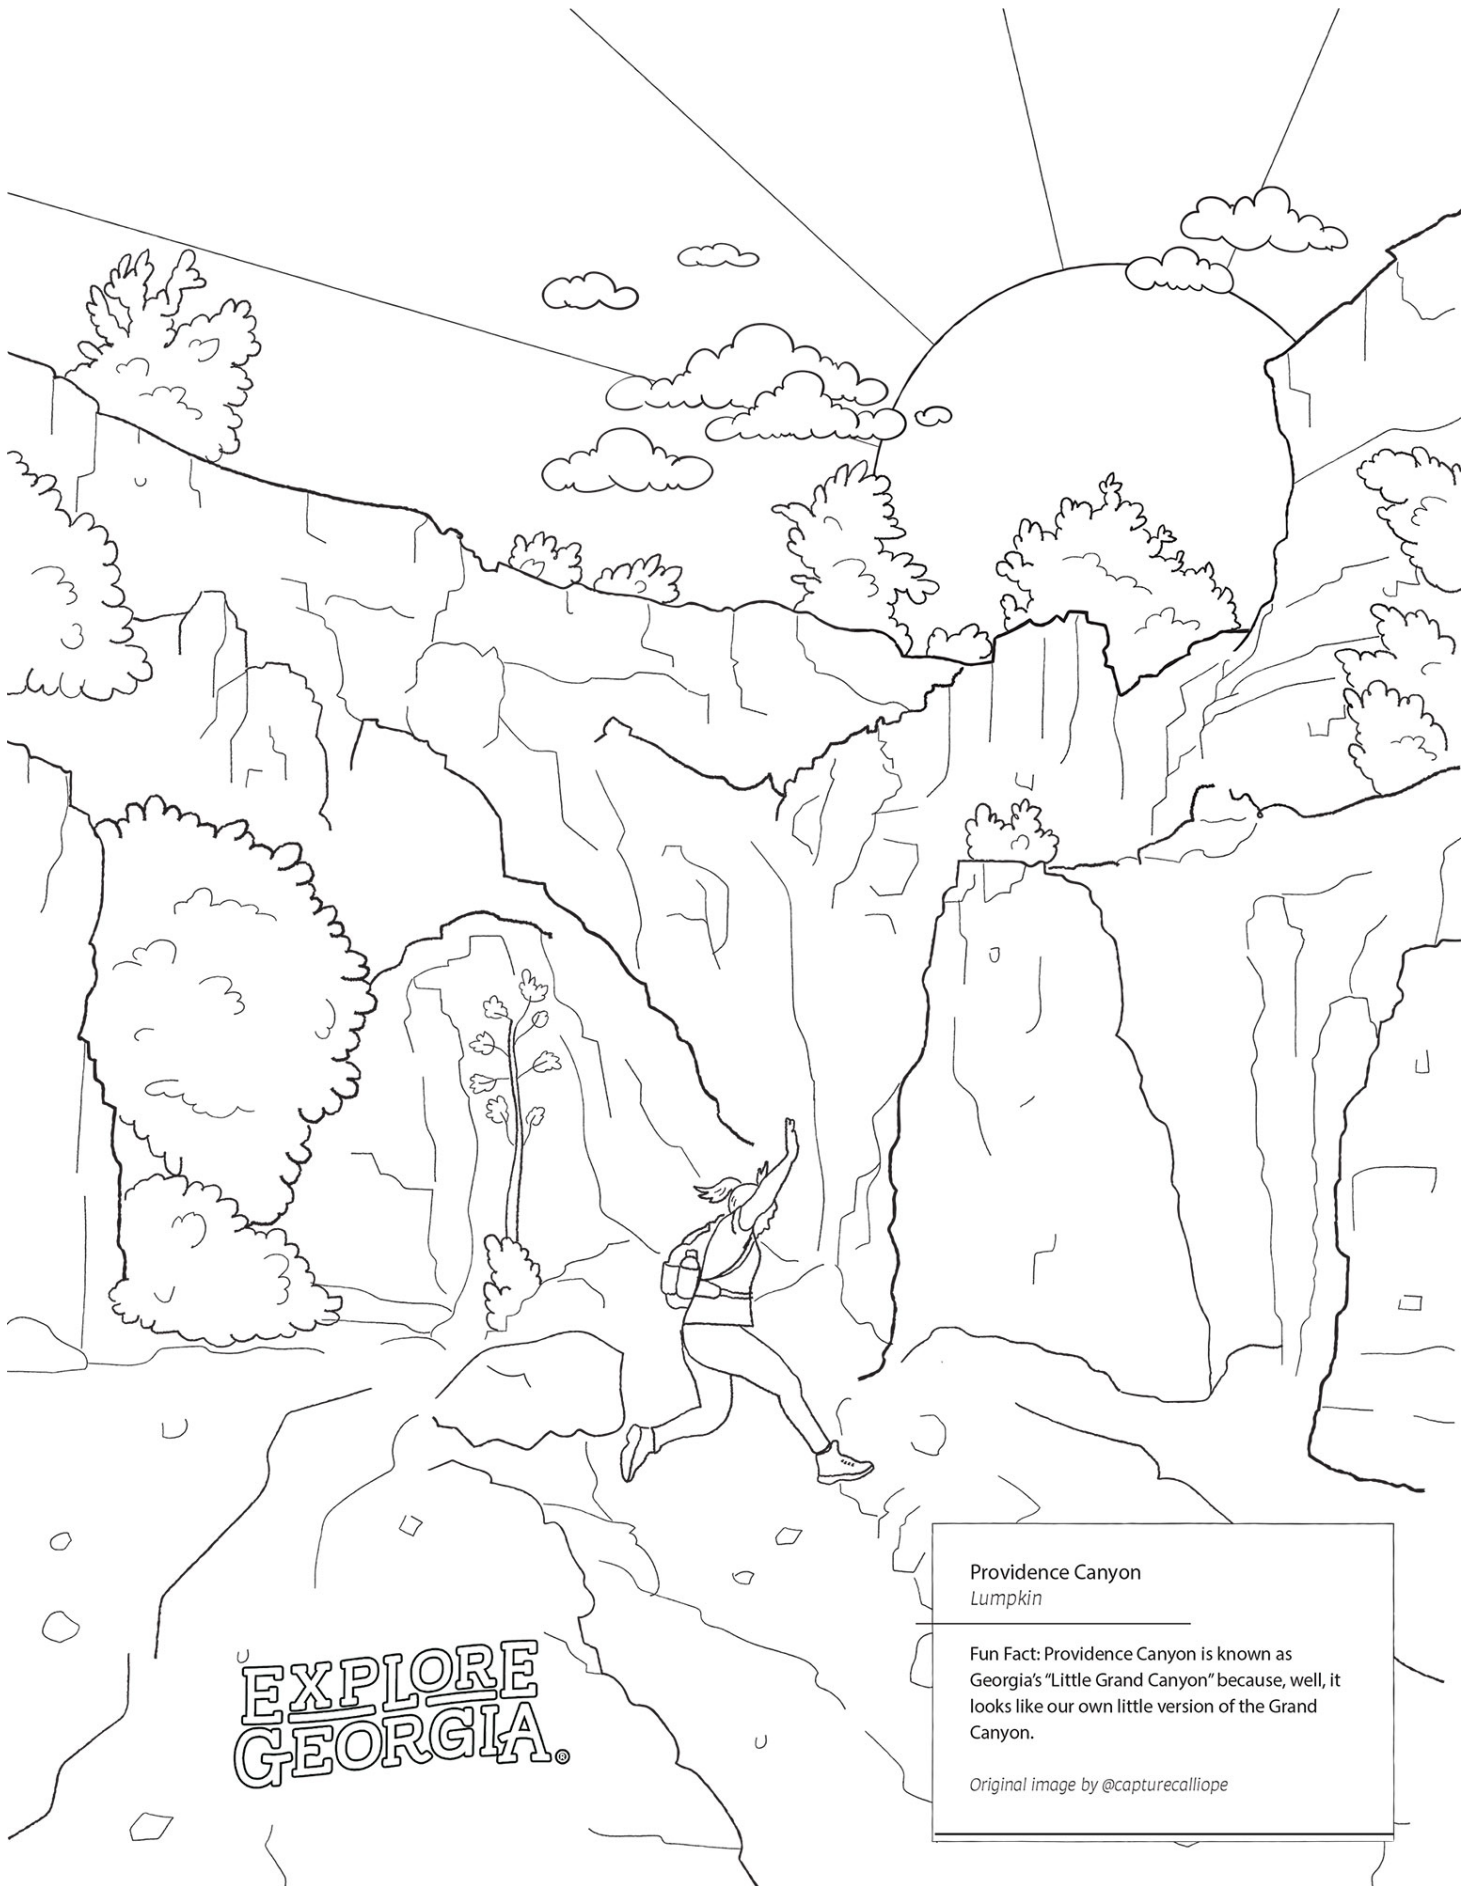 Providence Canyon
Lumpkin
Fun Fact: Providence Canyon is known as
Georgia's "Little Grand Canyon" because, well, it
looks like our own little version of the Grand
Canyon.
Original image by @capturecalliope
EXPLORE
GEORGIA®